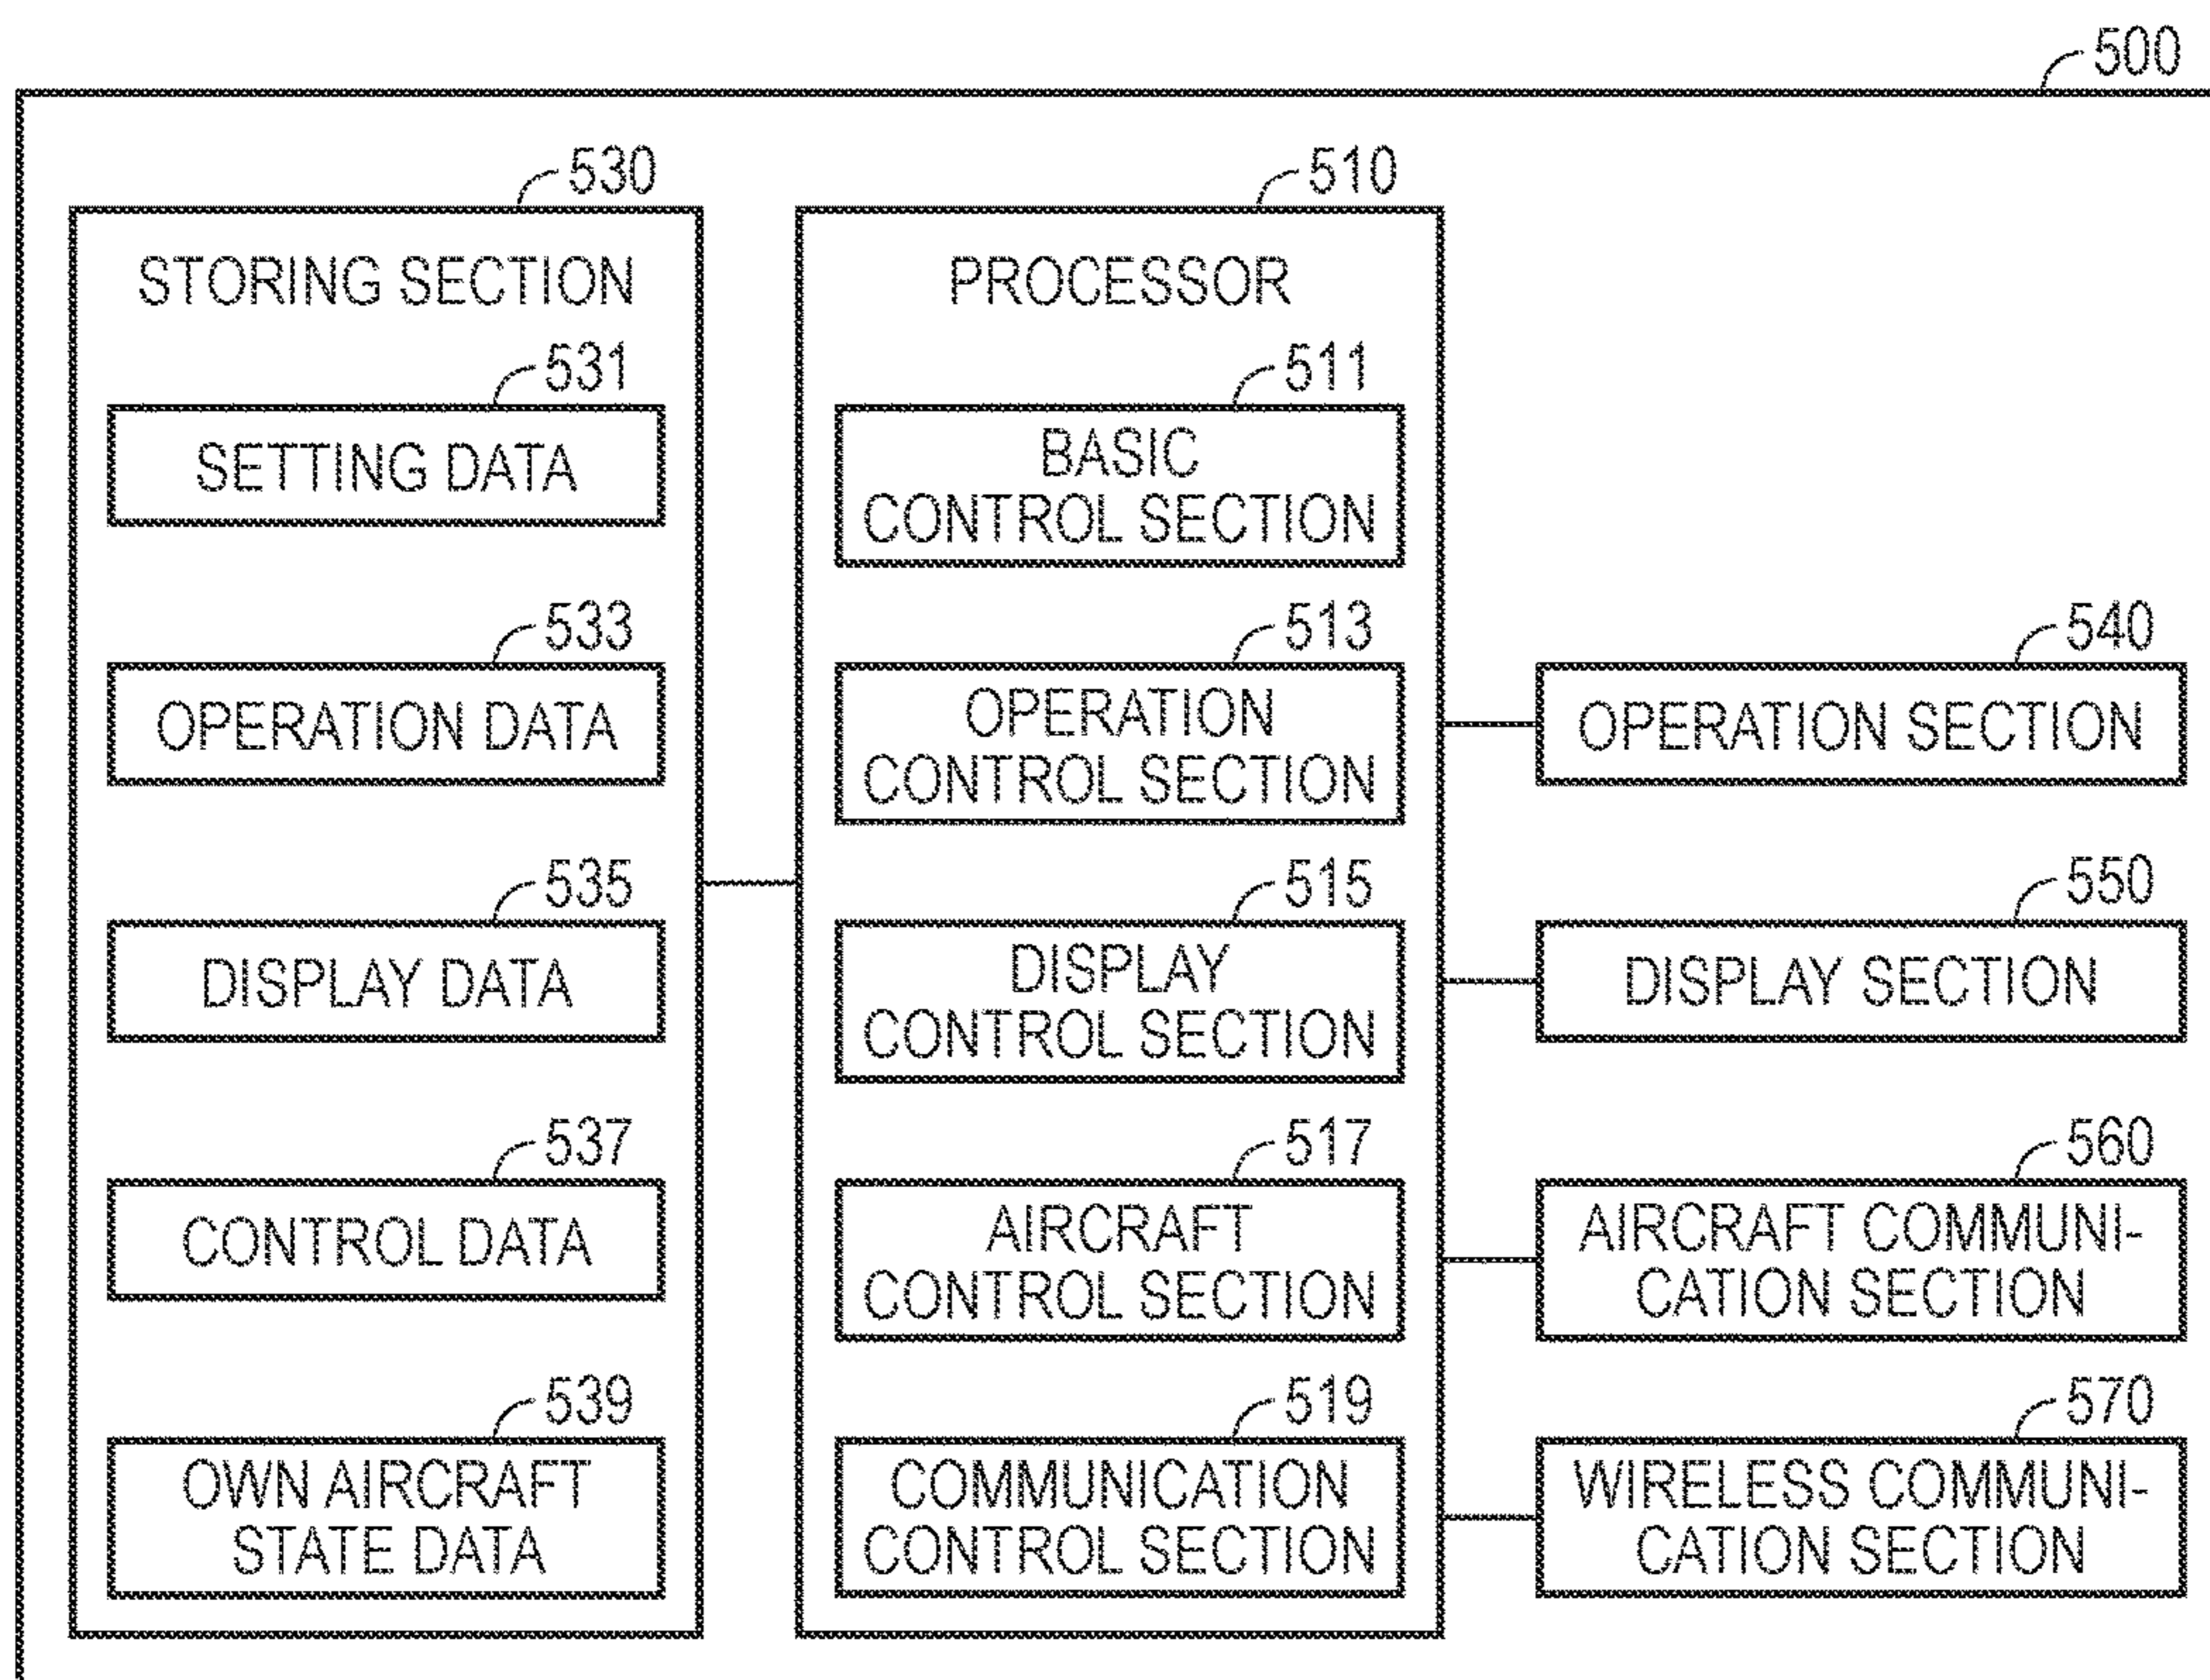 500
530
STORING SECTION
531
SETTING DATA
533
OPERATION DATA
535
DISPLAY DATA
537
CONTROL DATA
539
OWN AIRCRAFT
STATE DATA
510
PROCESSOR
511
BASIC
CONTROL SECTION
513
OPERATION
CONTROL SECTION
515
DISPLAY
CONTROL SECTION
517
AIRCRAFT
CONTROL SECTION
519
COMMUNICATION
CONTROL SECTION
540
OPERATION SECTION
550
DISPLAY SECTION
560
AIRCRAFT COMMUNI-
CATION SECTION
570
WIRELESS COMMUNI-
CATION SECTION